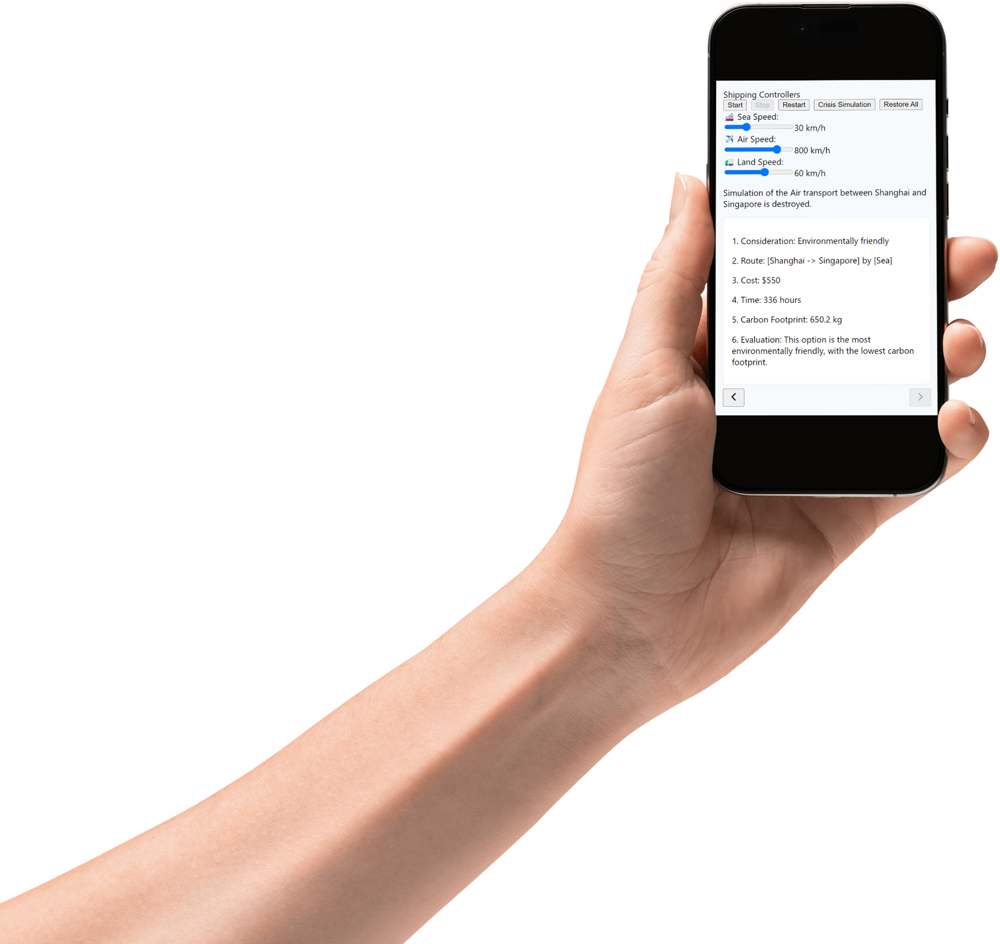 Shipping Controllers
Start Stop Restart Crisis Simulation Restore All
Sea Speed:
30 km/h
Air Speed:
800 km/h
Land Speed:
60 km/h
Simulation of the Air transport between Shanghai and
Singapore is destroyed.
1. Consideration: Environmentally friendly
2. Route: [Shanghai -> Singapore] by [Sea]
3. Cost: $550
4. Time: 336 hours
5. Carbon Footprint: 650.2 kg
6. Evaluation: This option is the most
environmentally friendly, with the lowest carbon
footprint.